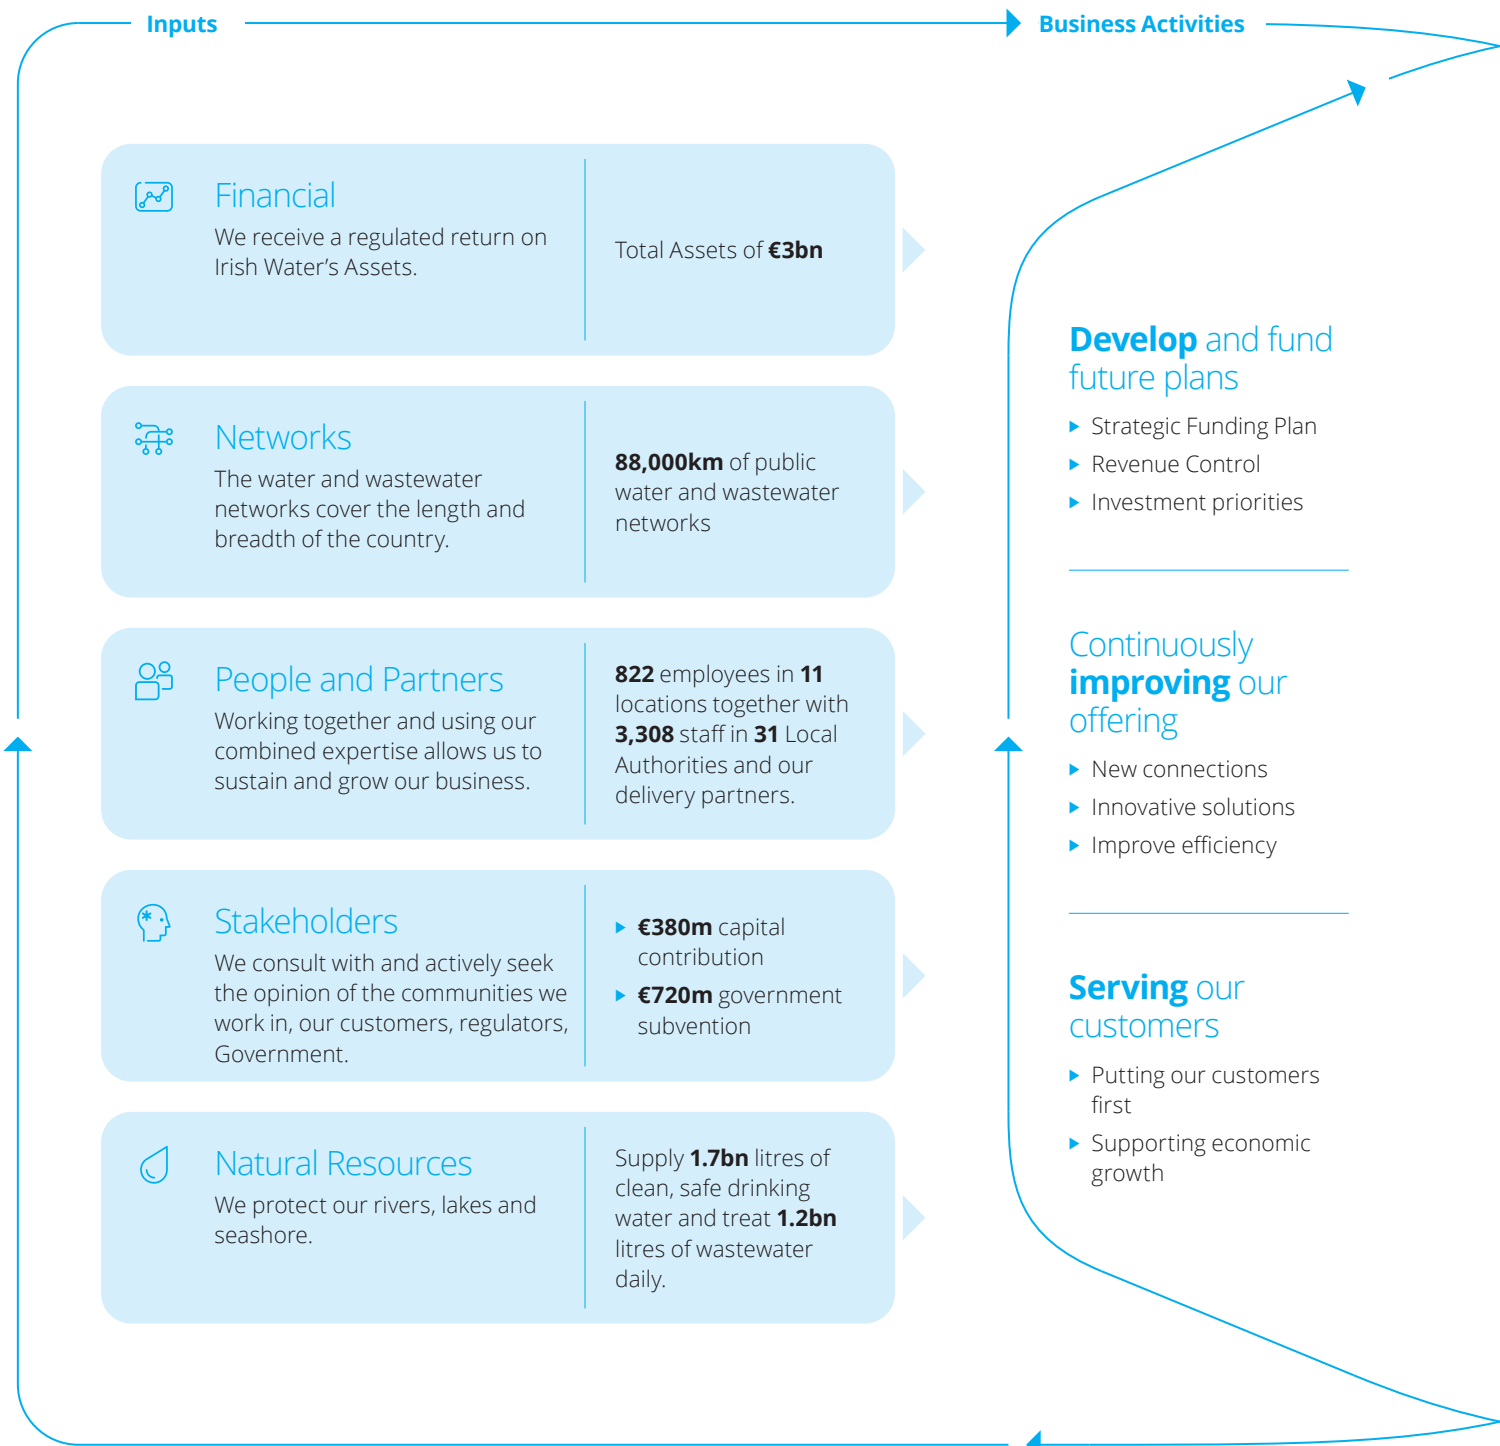 Inputs
Business Activities
Financial
We receive a regulated return on
Irish Water’s Assets.
Total Assets of €3bn
Networks
The water and wastewater
networks cover the length and
breadth of the country.
88,000km of public
water and wastewater
networks
People and Partners
Working together and using our
combined expertise allows us to
sustain and grow our business.
822 employees in 11
locations together with
3,308 staff in 31 Local
Authorities and our
delivery partners.
Stakeholders
We consult with and actively seek
the opinion of the communities we
work in, our customers, regulators,
Government.
€380m capital
contribution
€720m government
subvention
Natural Resources
We protect our rivers, lakes and
seashore.
Supply 1.7bn litres of
clean, safe drinking
water and treat 1.2bn
litres of wastewater
daily.
Develop and fund
future plans
Strategic Funding Plan
Revenue Control
Investment priorities
Continuously
improving our
offering
New connections
Innovative solutions
Improve efficiency
Serving our
customers
Putting our customers
first
Supporting economic
growth